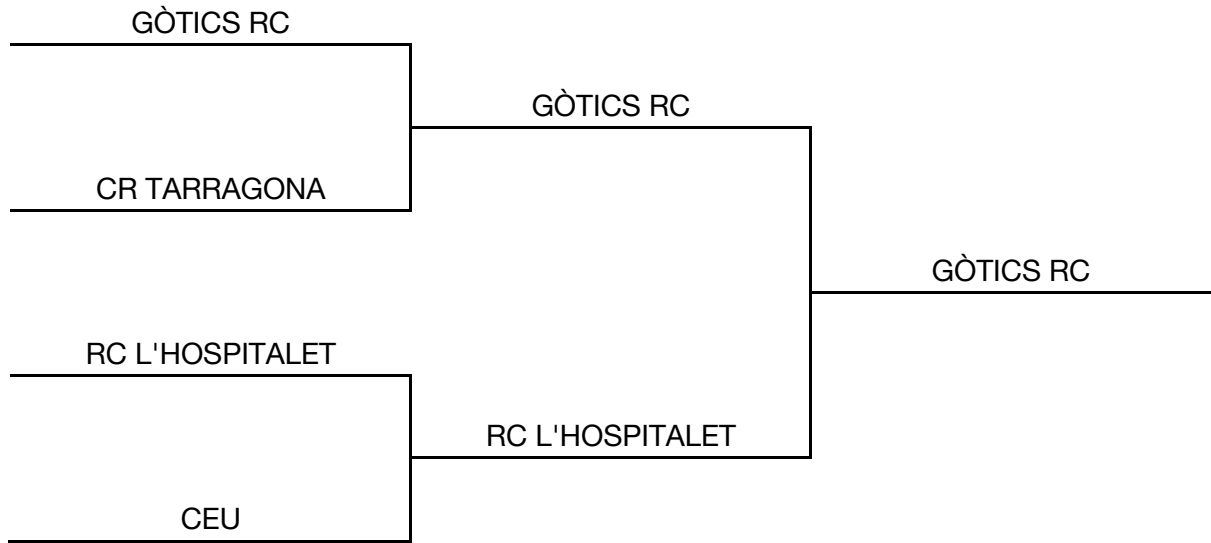 GÒTICS RC
GÒTICS RC
CR TARRAGONA
GÒTICS RC
RC L'HOSPITALET
RC L'HOSPITALET
CEU